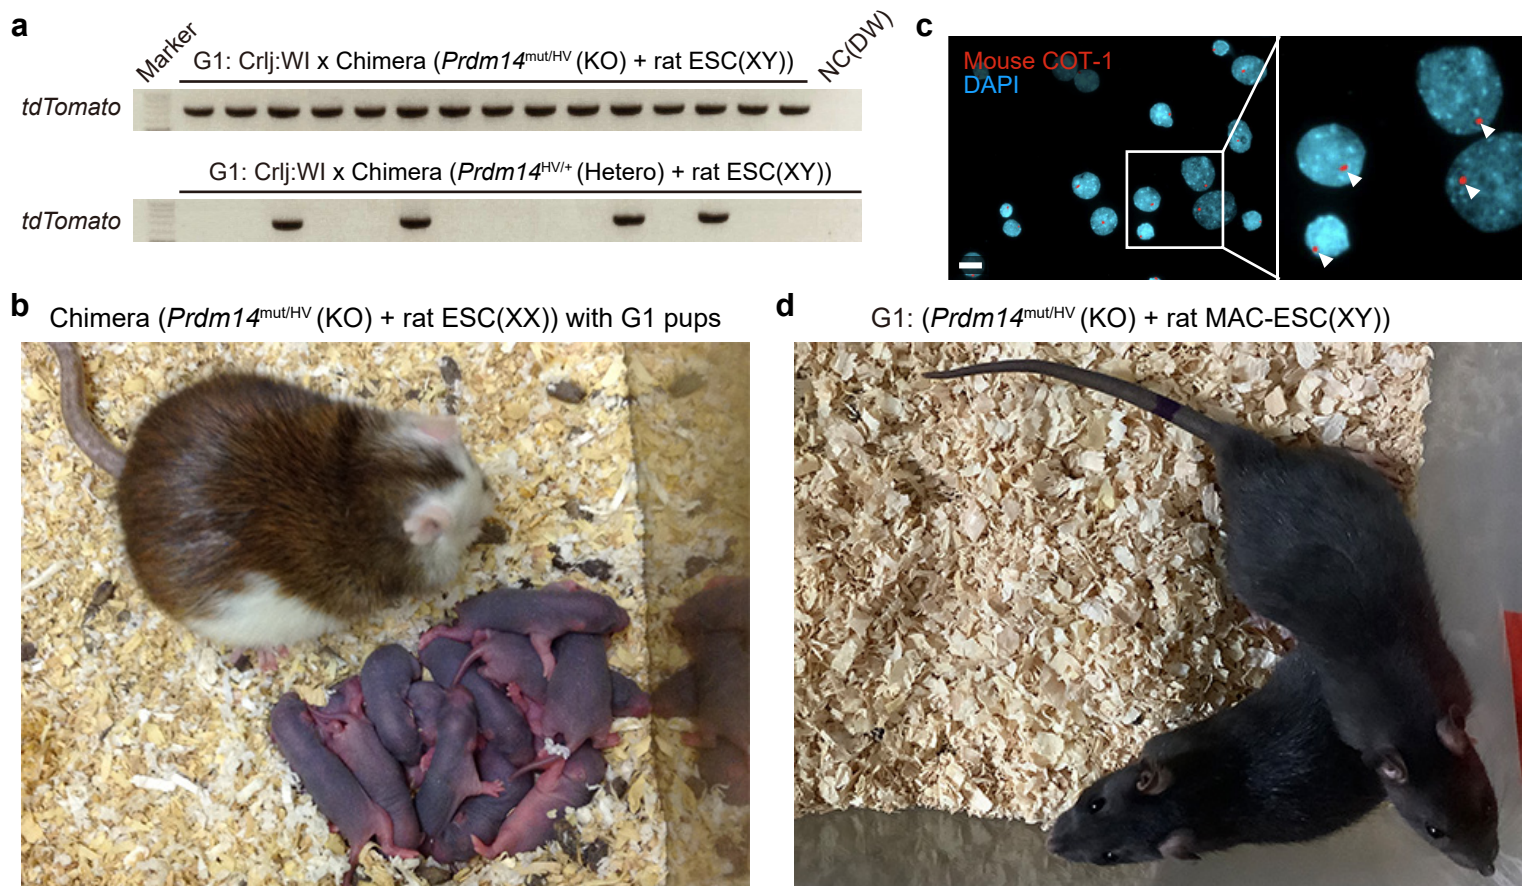 a
Marker
G1: Crlj:WI x Chimera (Prdm14mut/HV (KO) + rat ESC(XY))
NC(DW)
tdTomato
G1: Crlj:WI x Chimera (Prdm14HV/+ (Hetero) + rat ESC(XY))
tdTomato
c
Mouse COT-1
DAPI
b
Chimera (Prdm14mut/HV (KO) + rat ESC(XX)) with G1 pups
d
G1: (Prdm14mut/HV (KO) + rat MAC-ESC(XY))